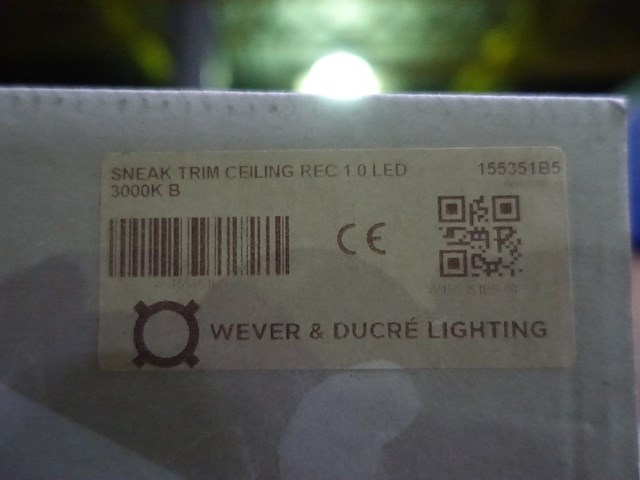 SNEAK TRIM CEILING REC 1.0 LED
3000K B
155351B5
CE
WEVER & DUCRÉ LIGHTING